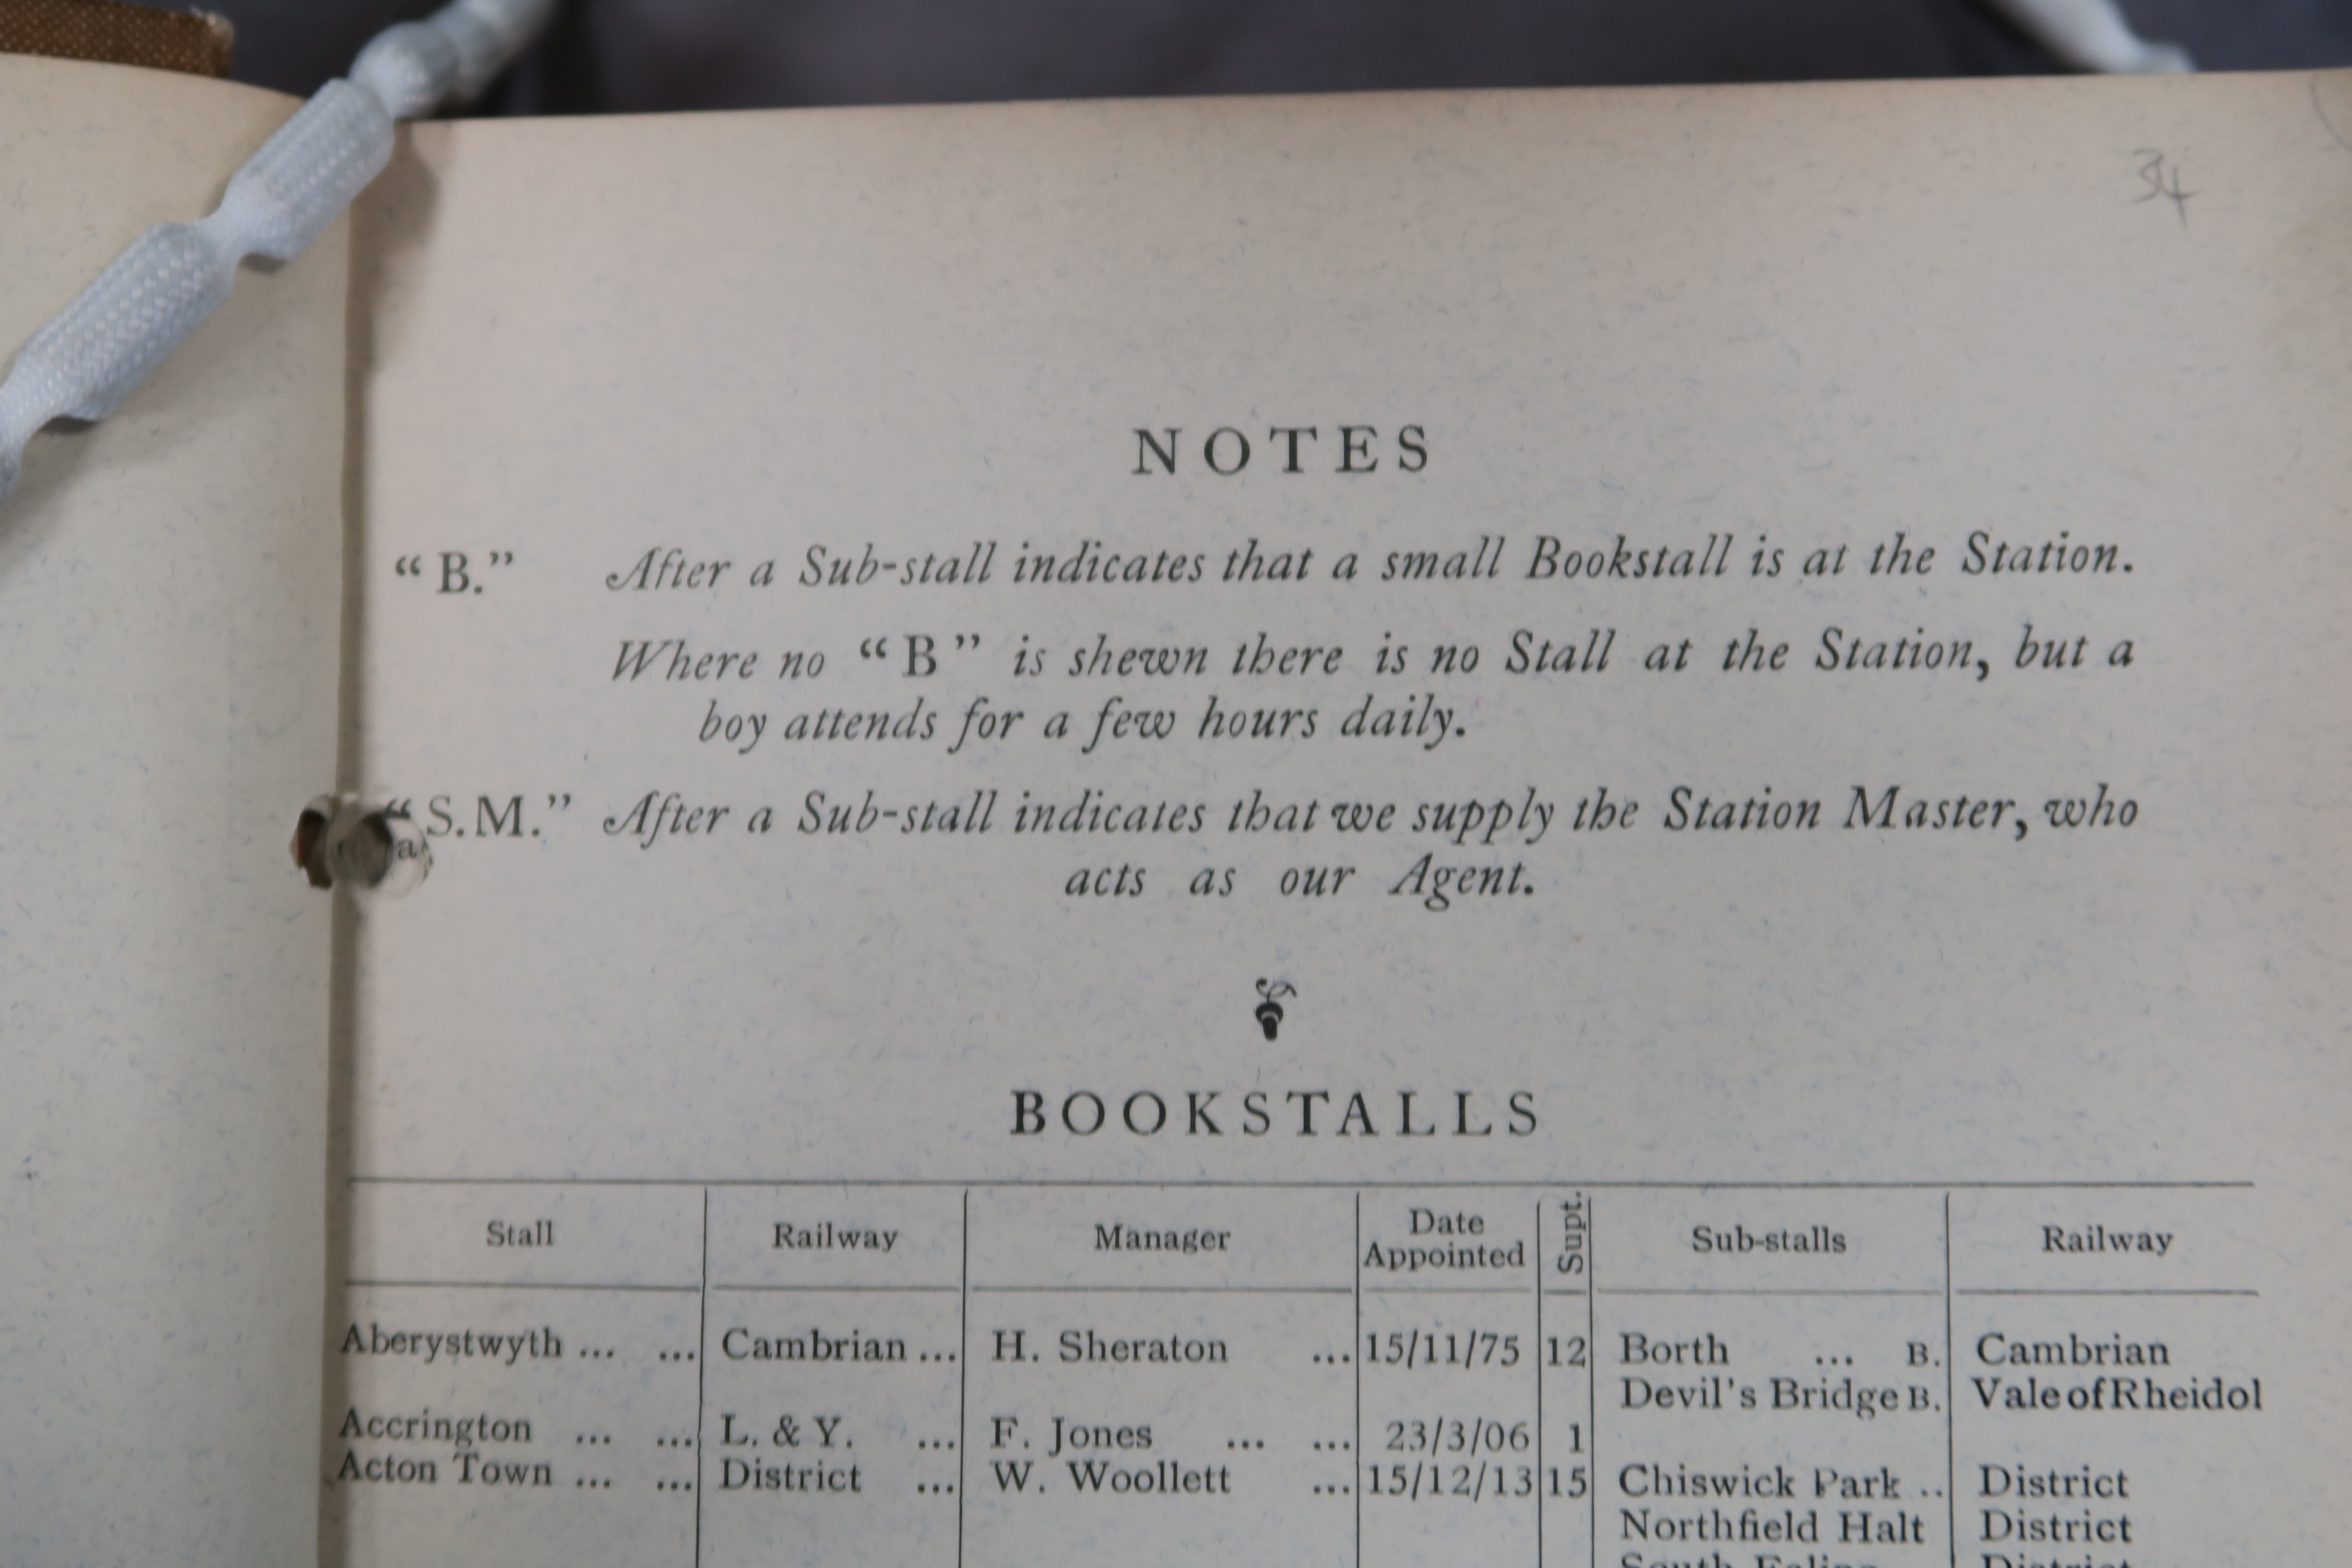 34
NOTES
“ B.” After a Sub-stall indicates that a small Bookstall is at the Station.
Where no “ B ” is shewn there is no Stall at the Station, but a
boy attends for a few hours daily.
“S.M.” After a Sub-stall indicates that we supply the Station Master, who
acts as our Agent.
BOOKSTALLS
Stall Railway Manager Date Appointed Supt. Sub-stalls Railway
Aberystwyth ... ... Cambrian ... H. Sheraton ... 15/11/75 12 Borth ... B. Cambrian
Devil's Bridge B. Vale of Rheidol
Accrington ... ... L. & Y. ... F. Jones ... ... 23/3/06 1
Acton Town ... ... District ... W. Woollett ... 15/12/13 15 Chiswick Park .. District
Northfield Halt District
South Ealing District